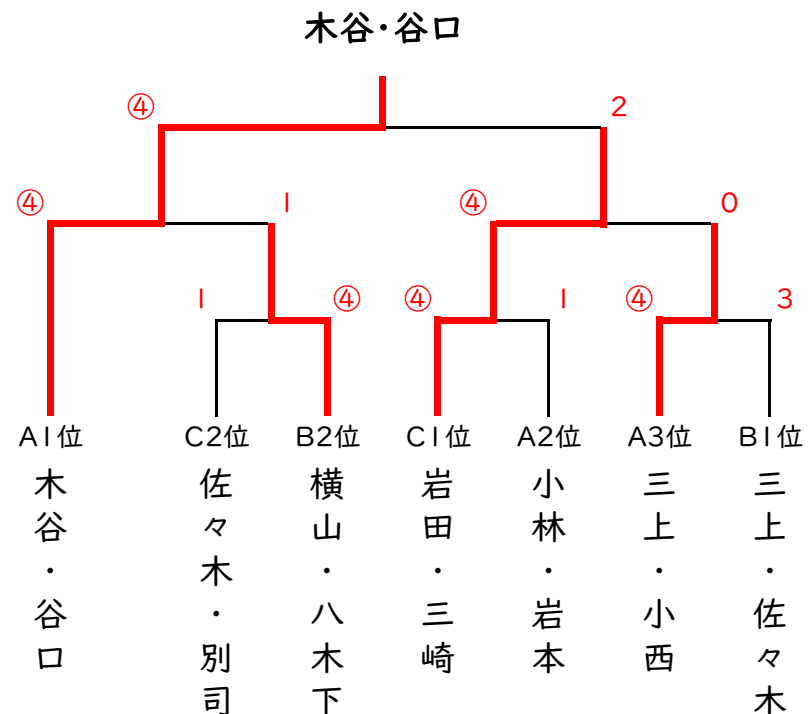 木谷・谷口
④ 2
④ 1 ④ 0
1 ④ ④ 1 ④ 3
A1位 C2位 B2位 C1位 A2位 A3位 B1位
木谷・谷口
佐々木・別司
横山・八木下
岩田・三崎
小林・岩本
三上・小西
三上・佐々木